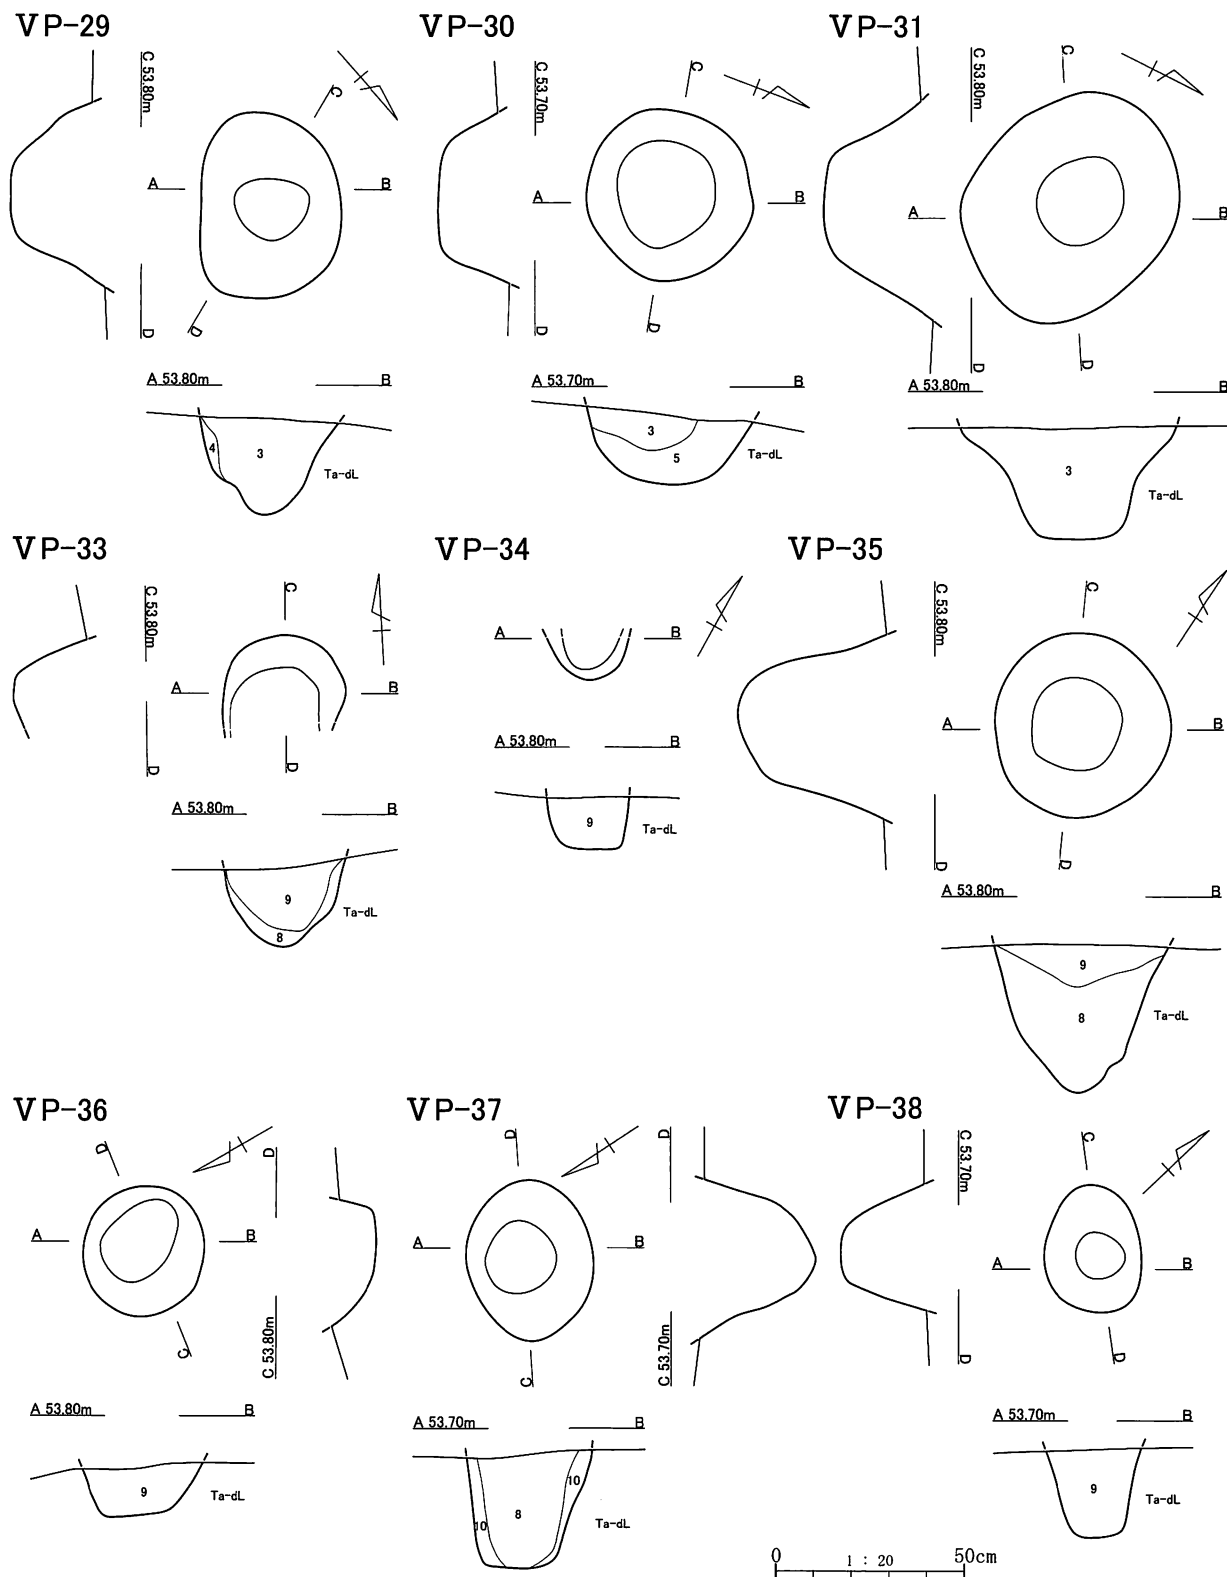 VP-29
C 53.80m
D
C
D
A
B
A 53.80m
B
4
3
Ta-dL
VP-30
C 53.70m
D
C
D
A
B
A 53.70m
B
3
5
Ta-dL
VP-31
C 53.80m
D
C
D
A
B
A 53.80m
B
3
Ta-dL
VP-33
C 53.80m
D
C
D
A
B
A 53.80m
B
9
8
Ta-dL
VP-34
A
B
A 53.80m
B
9
Ta-dL
VP-35
C 53.80m
D
C
D
A
B
A 53.80m
B
9
8
Ta-dL
VP-36
D
C
A
B
D
C 53.80m
A 53.80m
B
9
Ta-dL
VP-37
D
C
A
B
D
C 53.70m
A 53.70m
B
10
8
10
Ta-dL
VP-38
C 53.70m
D
C
D
A
B
A 53.70m
B
9
Ta-dL
0
1 : 20
50cm